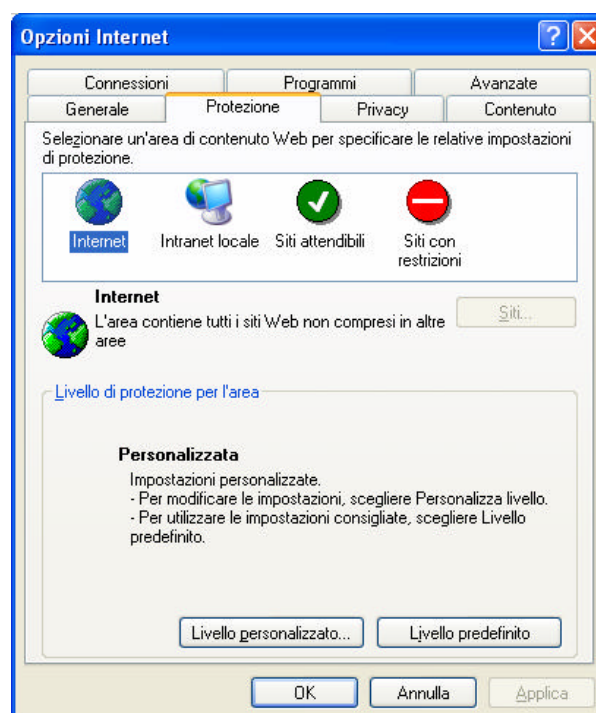 Opzioni Internet
Connessioni
Programmi
Avanzate
Generale
Protezione
Privacy
Contenuto
Selezionare un'area di contenuto Web per specificare le relative impostazioni
di protezione.
Internet
Intranet locale
Siti attendibili
Siti con
restrizioni
Internet
L'area contiene tutti i siti Web non compresi in altre
aree
Siti...
Livello di protezione per l'area
Personalizzata
Impostazioni personalizzate.
- Per modificare le impostazioni, scegliere Personalizza livello.
- Per utilizzare le impostazioni consigliate, scegliere Livello
predefinito.
Livello personalizzato...
Livello predefinito
OK
Annulla
Applica